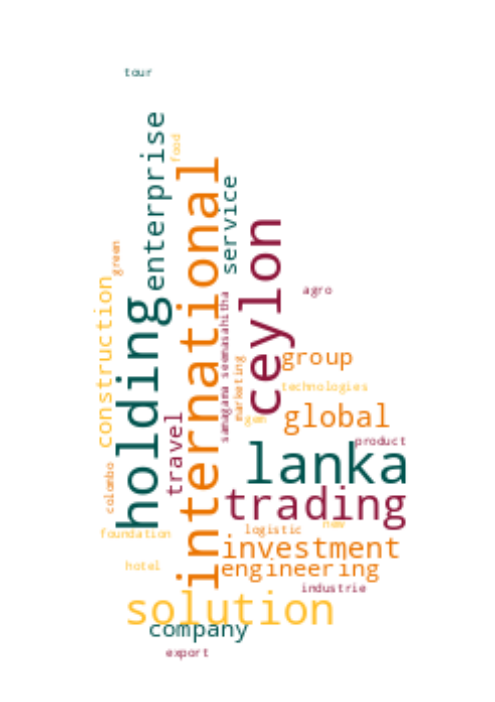 tour
enterprise
food
international
service
ceylon
green
construction
holding
samagama seemasahitha
agro
group
marketing
technologies
global
gem
travel
product
lanka
colombo
trading
new
logistic
foundation
investment
hotel
engineering
industrie
solution
company
export